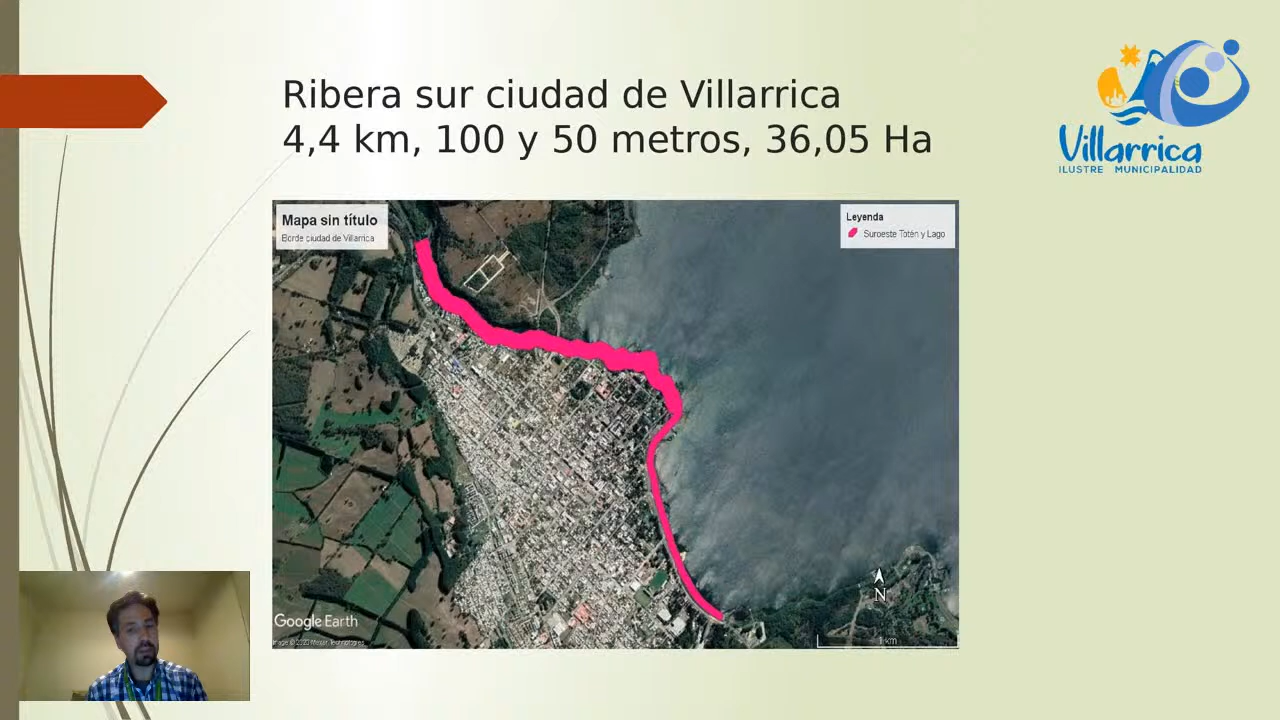 Ribera sur ciudad de Villarrica
4,4 km, 100 y 50 metros, 36,05 Ha
Villarrica
ILUSTRE MUNICIPALIDAD
Mapa sin título
Borde ciudad de Villarrica
Leyenda
Suroeste Totén y Lago
N
Google Earth
1 km